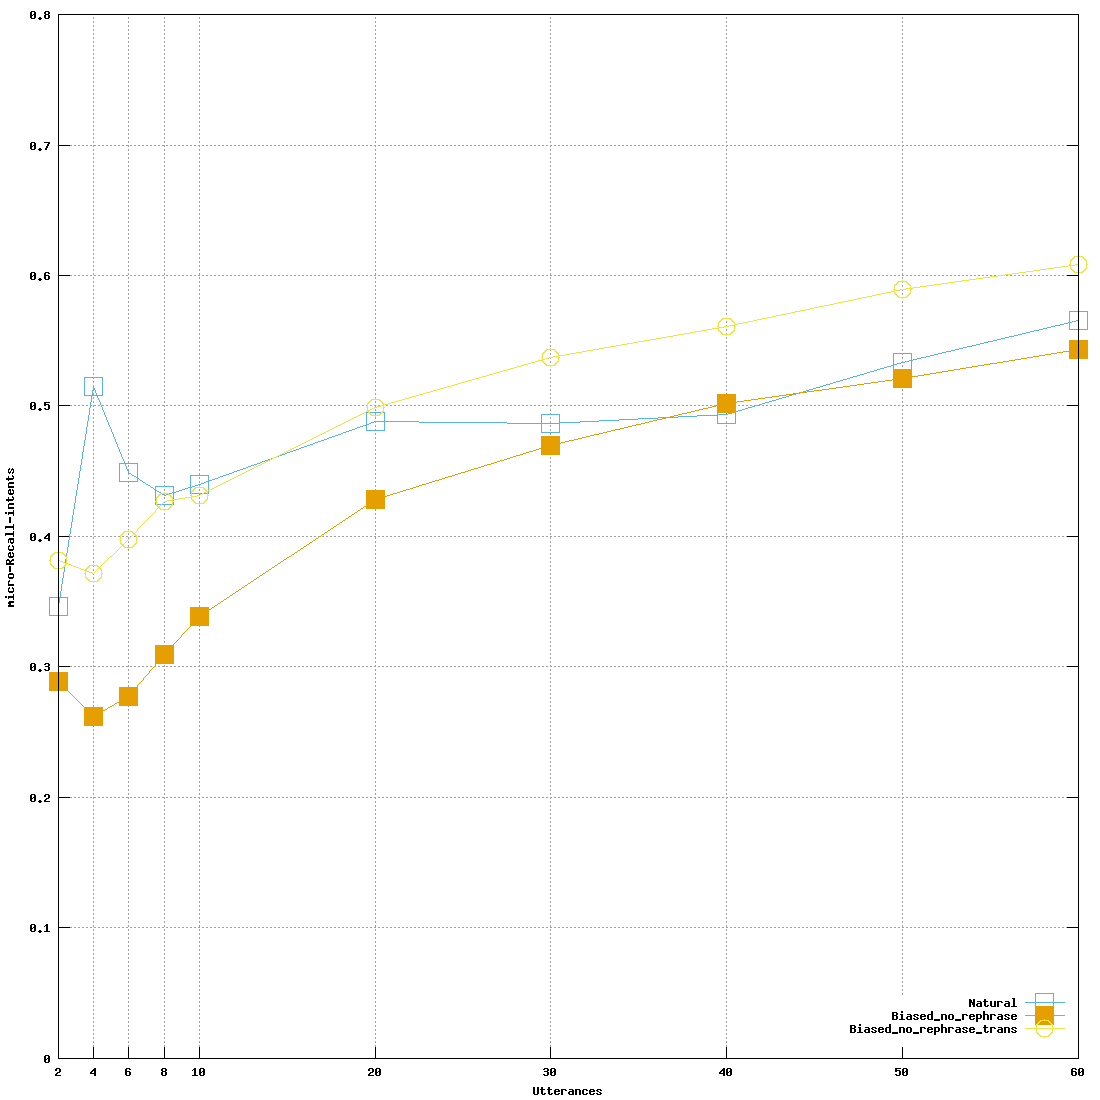 0.8
0.7
0.6
0.5
0.4
0.3
0.2
0.1
0
micro-Recall-intents
2 4 6 8 10 20 30 40 50 60
Utterances
Natural
Biased_no_rephrase
Biased_no_rephrase_trans